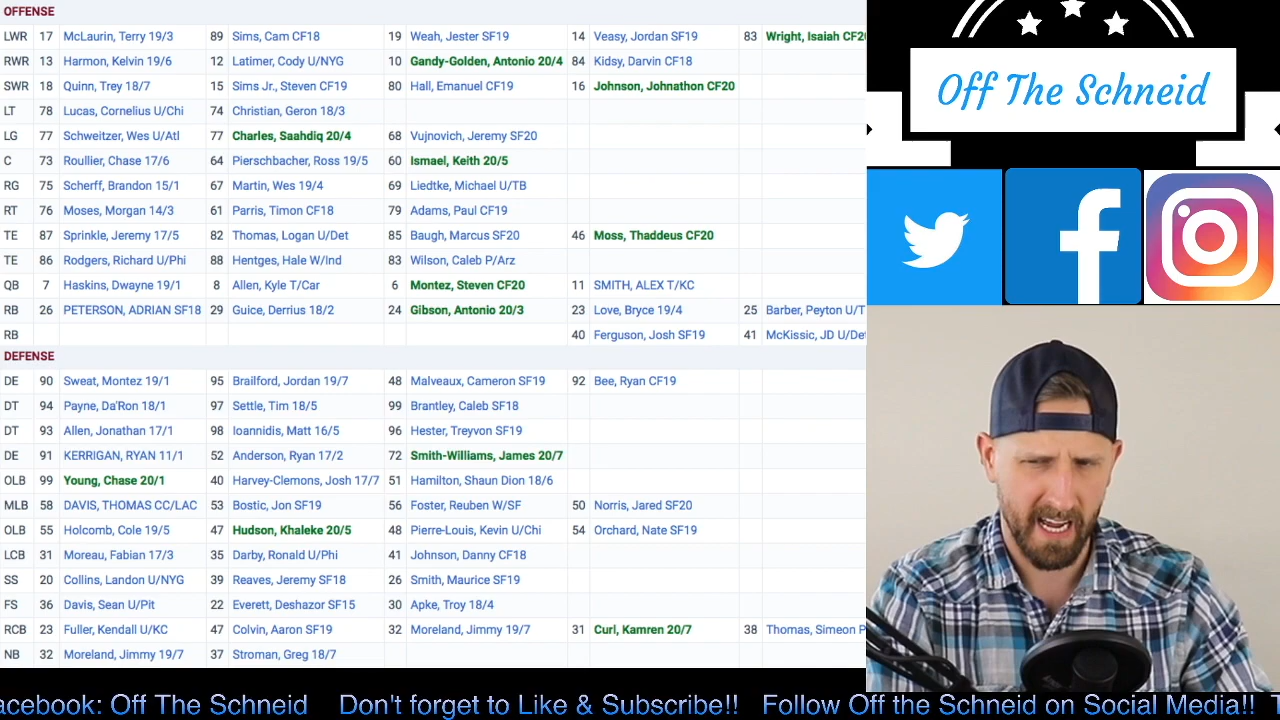 OFFENSE
LWR 17 McLaurin, Terry 19/3 89 Sims, Cam CF18 19 Weah, Jester SF19 14 Veasy, Jordan SF19 83 Wright, Isaiah CF20
RWR 13 Harmon, Kelvin 19/6 12 Latimer, Cody U/NYG 10 Gandy-Golden, Antonio 20/4 84 Kidsy, Darvin CF18
SWR 18 Quinn, Trey 18/7 15 Sims Jr., Steven CF19 80 Hall, Emanuel CF19 16 Johnson, Johnathon CF20
LT 78 Lucas, Cornelius U/Chi 74 Christian, Geron 18/3
LG 77 Schweitzer, Wes U/Atl 77 Charles, Saahdiq 20/4 68 Vujnovich, Jeremy SF20
C 73 Roullier, Chase 17/6 64 Pierschbacher, Ross 19/5 60 Ismael, Keith 20/5
RG 75 Scherff, Brandon 15/1 67 Martin, Wes 19/4 69 Liedtke, Michael U/TB
RT 76 Moses, Morgan 14/3 61 Parris, Timon CF18 79 Adams, Paul CF19
TE 87 Sprinkle, Jeremy 17/5 82 Thomas, Logan U/Det 85 Baugh, Marcus SF20 46 Moss, Thaddeus CF20
TE 86 Rodgers, Richard U/Phi 88 Hentges, Hale W/Ind 83 Wilson, Caleb P/Arz
QB 7 Haskins, Dwayne 19/1 8 Allen, Kyle T/Car 6 Montez, Steven CF20 11 SMITH, ALEX T/KC
RB 26 PETERSON, ADRIAN SF18 29 Guice, Derrius 18/2 24 Gibson, Antonio 20/3 23 Love, Bryce 19/4 25 Barber, Peyton U/T
RB 40 Ferguson, Josh SF19 41 McKissic, JD U/Det
DEFENSE
DE 90 Sweat, Montez 19/1 95 Brailford, Jordan 19/7 48 Malveaux, Cameron SF19 92 Bee, Ryan CF19
DT 94 Payne, Da'Ron 18/1 97 Settle, Tim 18/5 99 Brantley, Caleb SF18
DT 93 Allen, Jonathan 17/1 98 Ioannidis, Matt 16/5 96 Hester, Treyvon SF19
DE 91 KERRIGAN, RYAN 11/1 52 Anderson, Ryan 17/2 72 Smith-Williams, James 20/7
OLB 99 Young, Chase 20/1 40 Harvey-Clemons, Josh 17/7 51 Hamilton, Shaun Dion 18/6
MLB 58 DAVIS, THOMAS CC/LAC 53 Bostic, Jon SF19 56 Foster, Reuben W/SF 50 Norris, Jared SF20
OLB 55 Holcomb, Cole 19/5 47 Hudson, Khaleke 20/5 48 Pierre-Louis, Kevin U/Chi 54 Orchard, Nate SF19
LCB 31 Moreau, Fabian 17/3 35 Darby, Ronald U/Phi 41 Johnson, Danny CF18
SS 20 Collins, Landon U/NYG 39 Reaves, Jeremy SF18 26 Smith, Maurice SF19
FS 36 Davis, Sean U/Pit 22 Everett, Deshazor SF15 30 Apke, Troy 18/4
RCB 23 Fuller, Kendall U/KC 47 Colvin, Aaron SF19 32 Moreland, Jimmy 19/7 31 Curl, Kamren 20/7 38 Thomas, Simeon P
NB 32 Moreland, Jimmy 19/7 37 Stroman, Greg 18/7
Off The Schneid
acebook: Off The Schneid Don't forget to Like & Subscribe!! Follow Off the Schneid on Social Media!! T